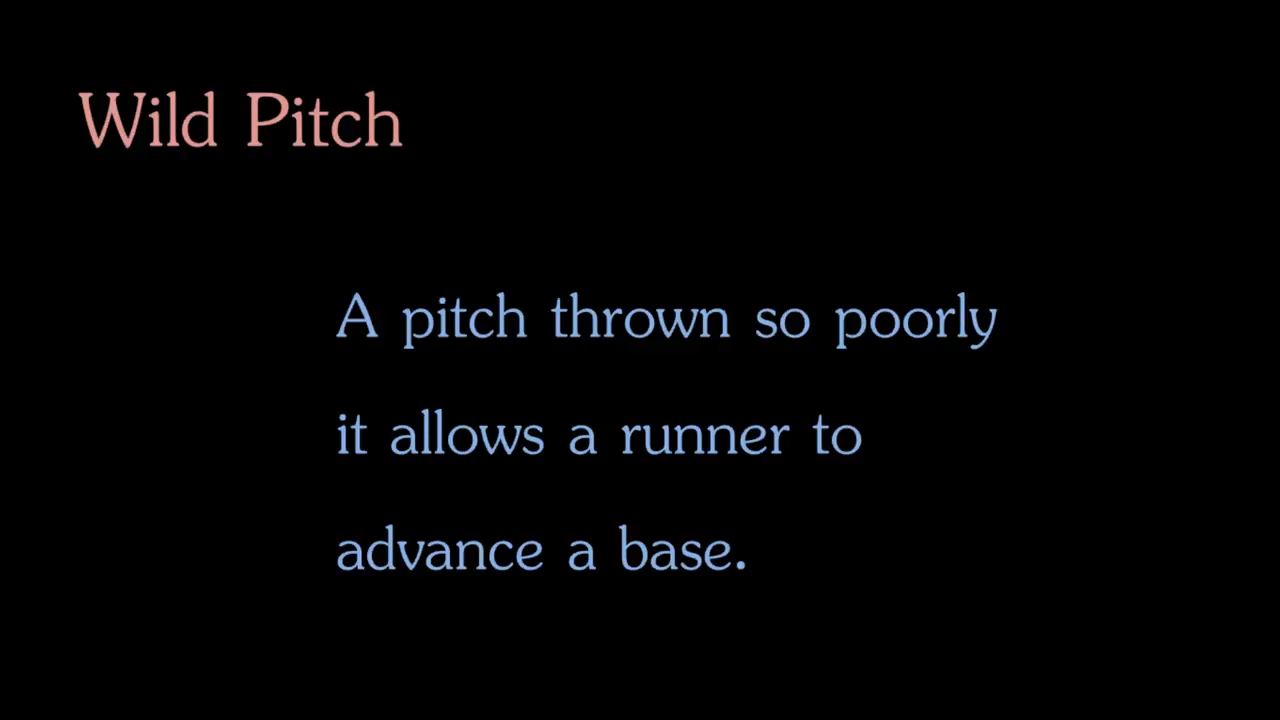 Wild Pitch
A pitch thrown so poorly
it allows a runner to
advance a base.